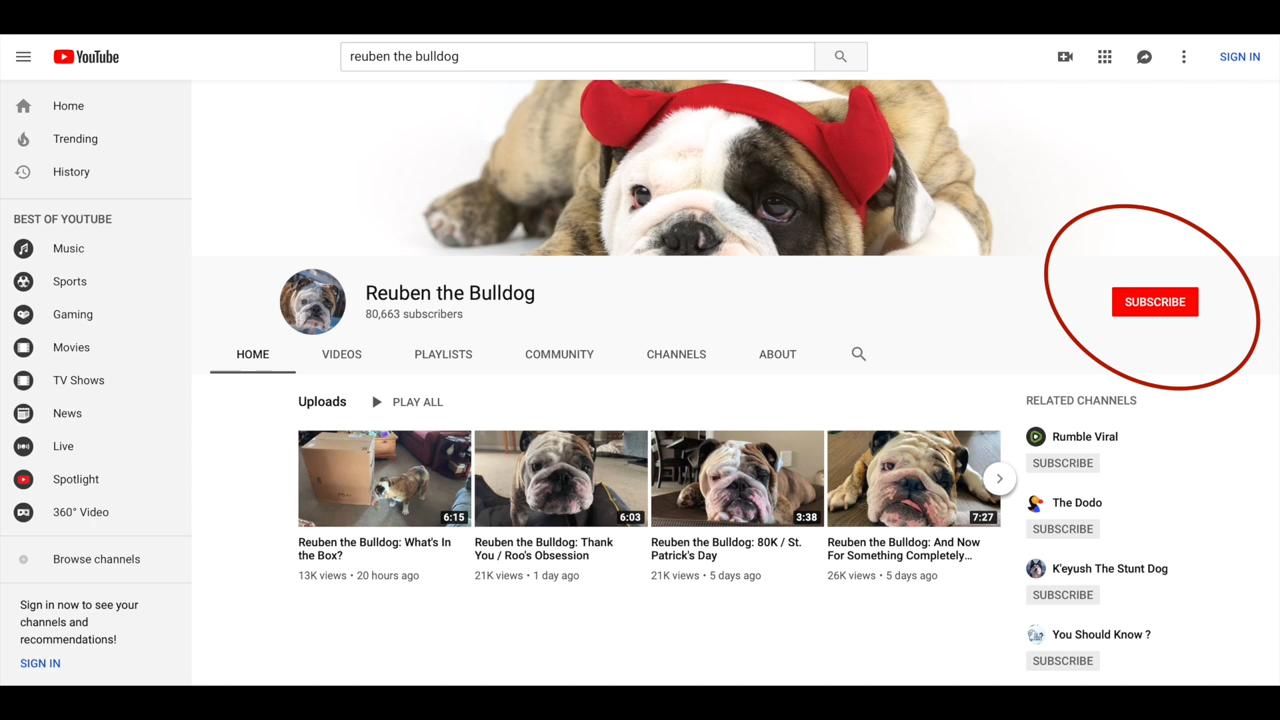 YouTube
reuben the bulldog
SIGN IN
Home
Trending
History
BEST OF YOUTUBE
Music
Sports
Gaming
Movies
TV Shows
News
Live
Spotlight
360° Video
Browse channels
Sign in now to see your
channels and
recommendations!
SIGN IN
Reuben the Bulldog
80,663 subscribers
SUBSCRIBE
HOME VIDEOS PLAYLISTS COMMUNITY CHANNELS ABOUT
Uploads PLAY ALL
6:15
Reuben the Bulldog: What's In
the Box?
13K views • 20 hours ago
6:03
Reuben the Bulldog: Thank
You / Roo's Obsession
21K views • 1 day ago
3:38
Reuben the Bulldog: 80K / St.
Patrick's Day
21K views • 5 days ago
7:27
Reuben the Bulldog: And Now
For Something Completely...
26K views • 5 days ago
RELATED CHANNELS
Rumble Viral
SUBSCRIBE
The Dodo
SUBSCRIBE
K'eyush The Stunt Dog
SUBSCRIBE
You Should Know ?
SUBSCRIBE